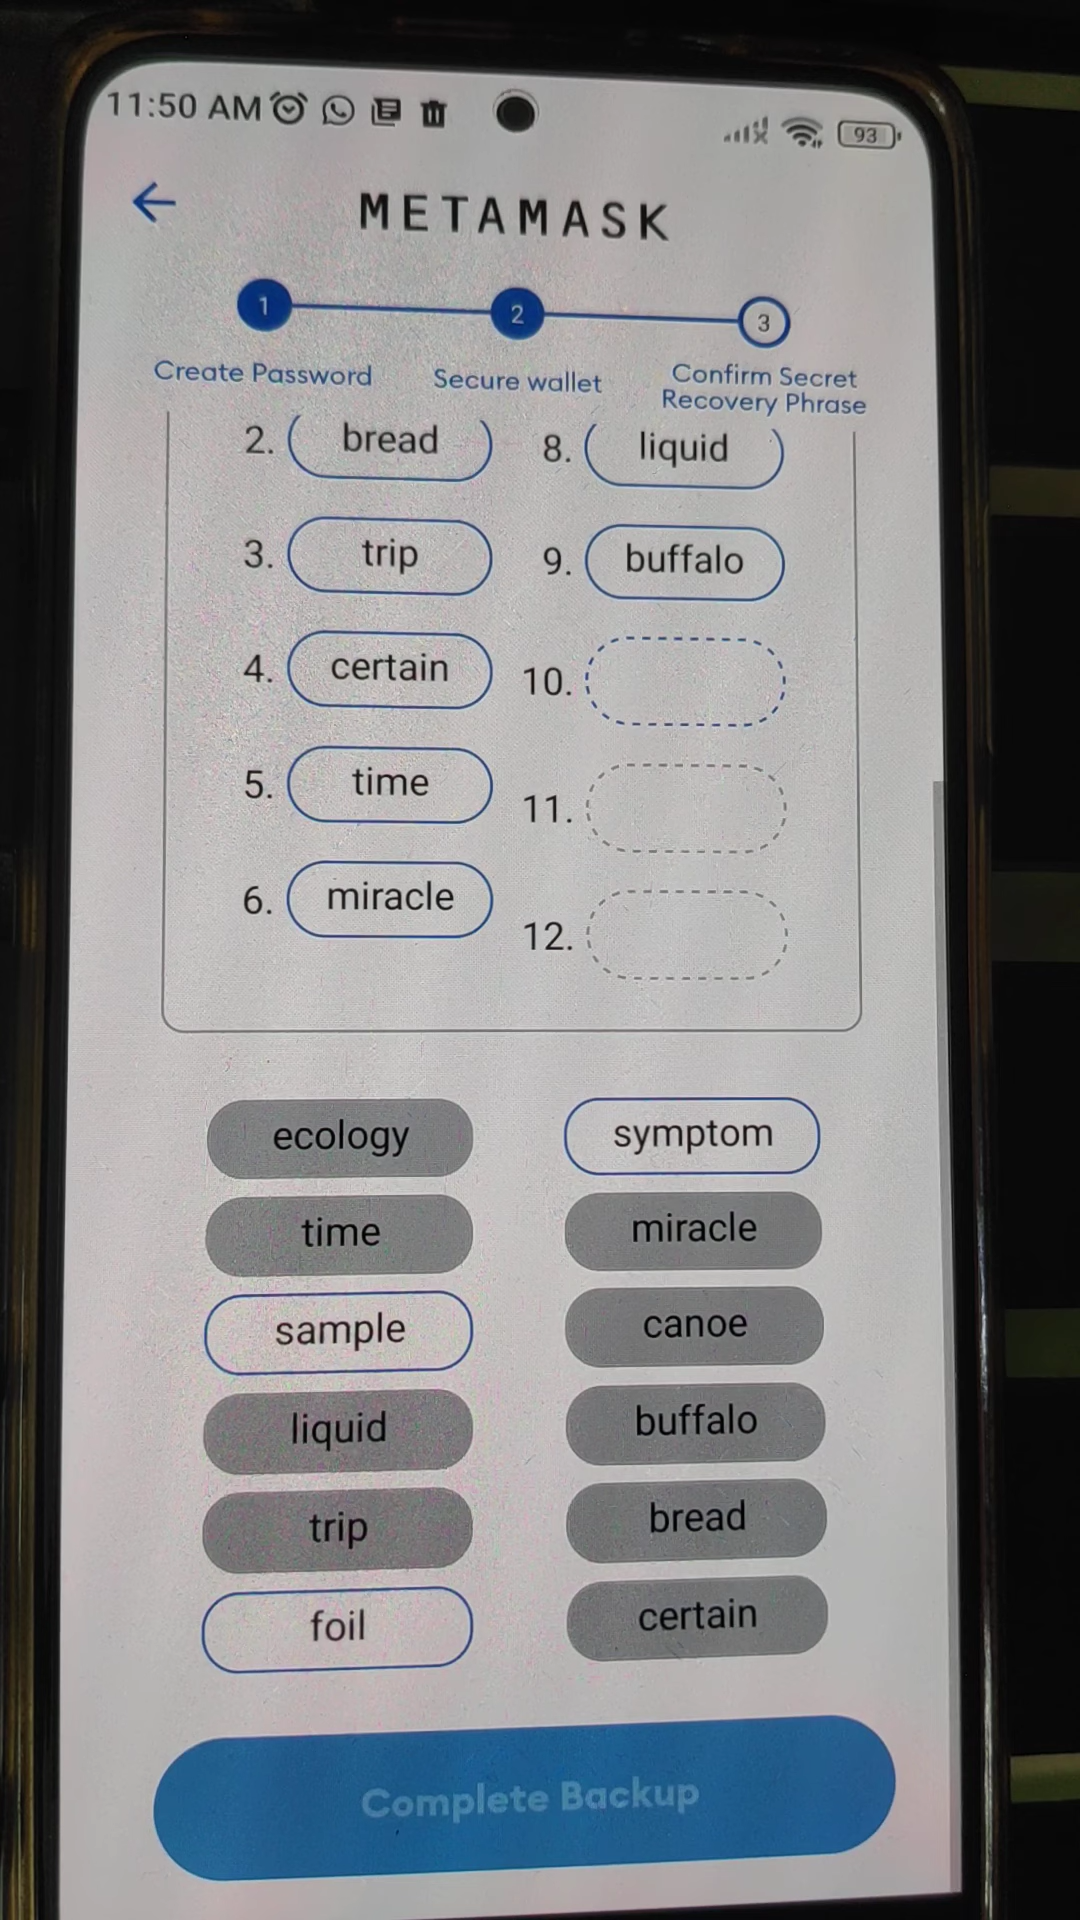 11:50 AM
93
METAMASK
1
2
3
Create Password
Secure wallet
Confirm Secret
Recovery Phrase
2. bread
8. liquid
3. trip
9. buffalo
4. certain
10.
5. time
11.
6. miracle
12.
ecology
symptom
time
miracle
sample
canoe
liquid
buffalo
trip
bread
foil
certain
Complete Backup